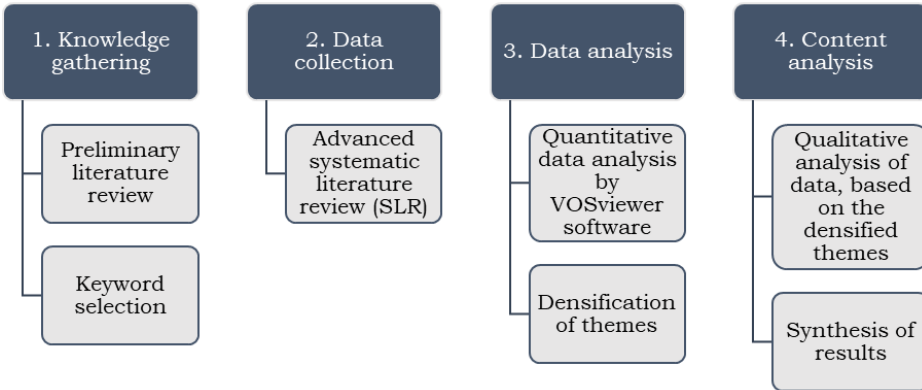 1. Knowledge
gathering
Preliminary
literature
review
Keyword
selection
2. Data
collection
Advanced
systematic
literature
review (SLR)
3. Data analysis
Quantitative
data analysis
by
VOSviewer
software
Densification
of themes
4. Content
analysis
Qualitative
analysis of
data, based
on the
densified
themes
Synthesis of
results